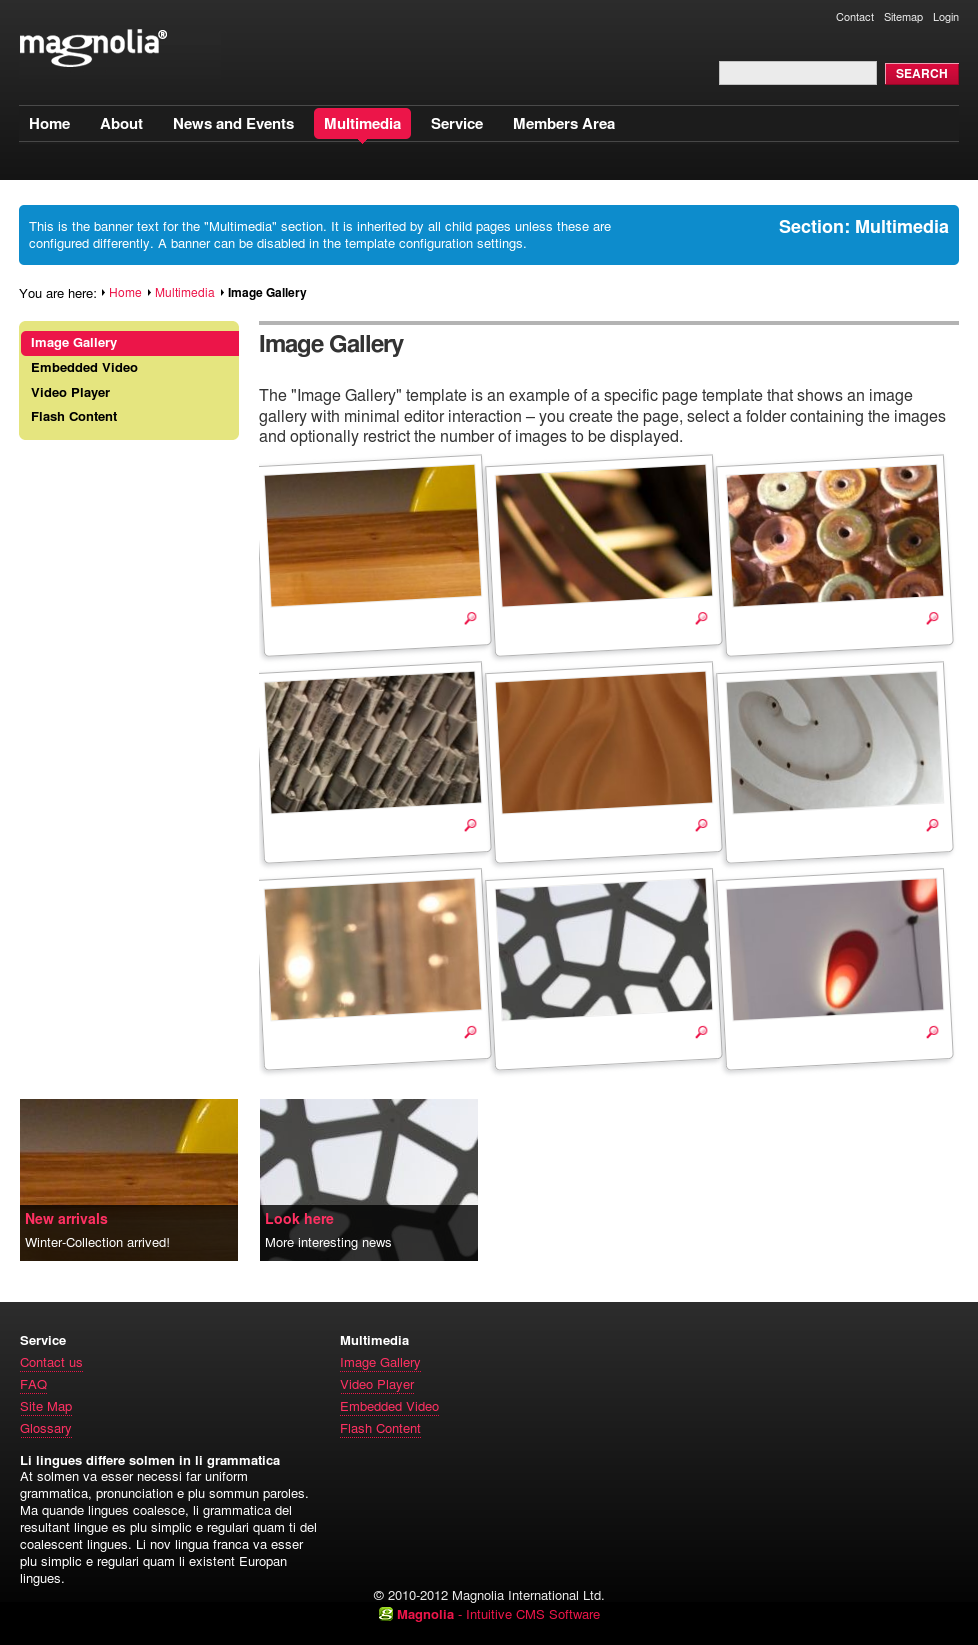 Contact Sitemap Login
magnolia®
SEARCH
Home About News and Events Multimedia Service Members Area
This is the banner text for the "Multimedia" section. It is inherited by all child pages unless these are
configured differently. A banner can be disabled in the template configuration settings.
Section: Multimedia
You are here: Home Multimedia Image Gallery
Image Gallery
Embedded Video
Video Player
Flash Content
Image Gallery
The "Image Gallery" template is an example of a specific page template that shows an image
gallery with minimal editor interaction – you create the page, select a folder containing the images
and optionally restrict the number of images to be displayed.
New arrivals
Winter-Collection arrived!
Look here
More interesting news
Service
Contact us
FAQ
Site Map
Glossary
Multimedia
Image Gallery
Video Player
Embedded Video
Flash Content
Li lingues differe solmen in li grammatica
At solmen va esser necessi far uniform
grammatica, pronunciation e plu sommun paroles.
Ma quande lingues coalesce, li grammatica del
resultant lingue es plu simplic e regulari quam ti del
coalescent lingues. Li nov lingua franca va esser
plu simplic e regulari quam li existent Europan
lingues.
© 2010-2012 Magnolia International Ltd.
Magnolia - Intuitive CMS Software